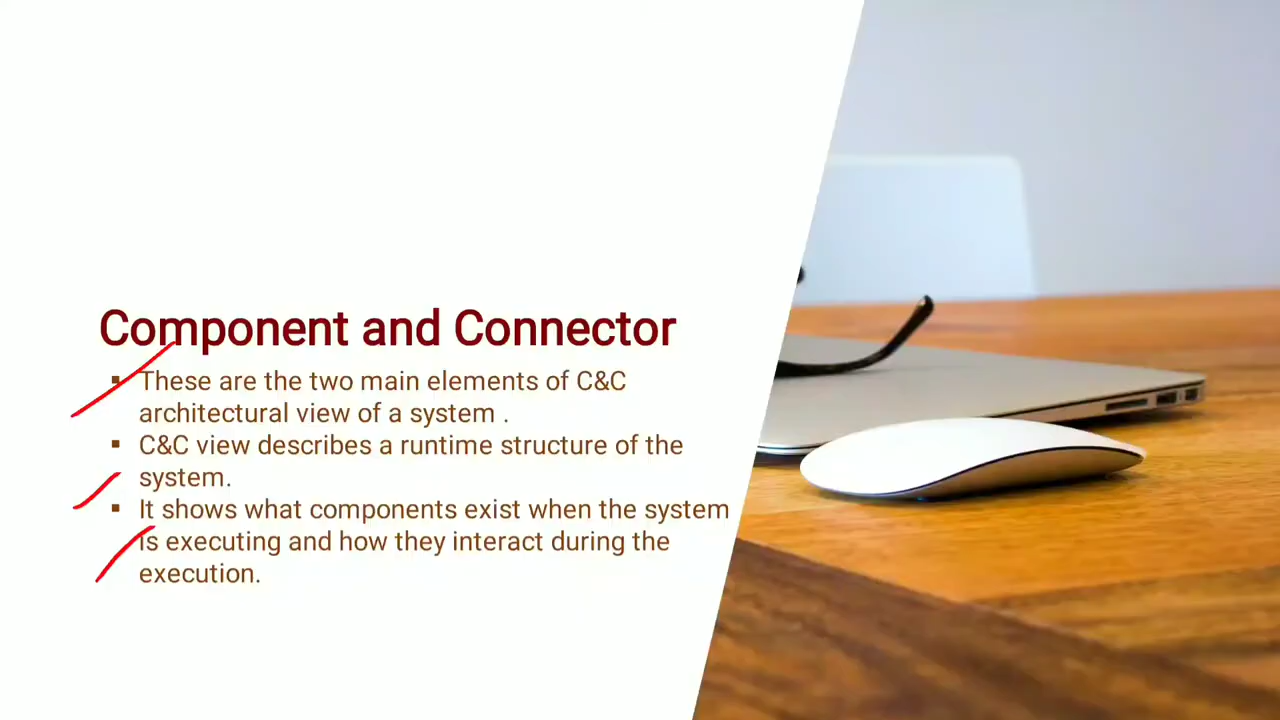 Component and Connector
▪ These are the two main elements of C&C
architectural view of a system .
▪ C&C view describes a runtime structure of the
system.
▪ It shows what components exist when the system
is executing and how they interact during the
execution.